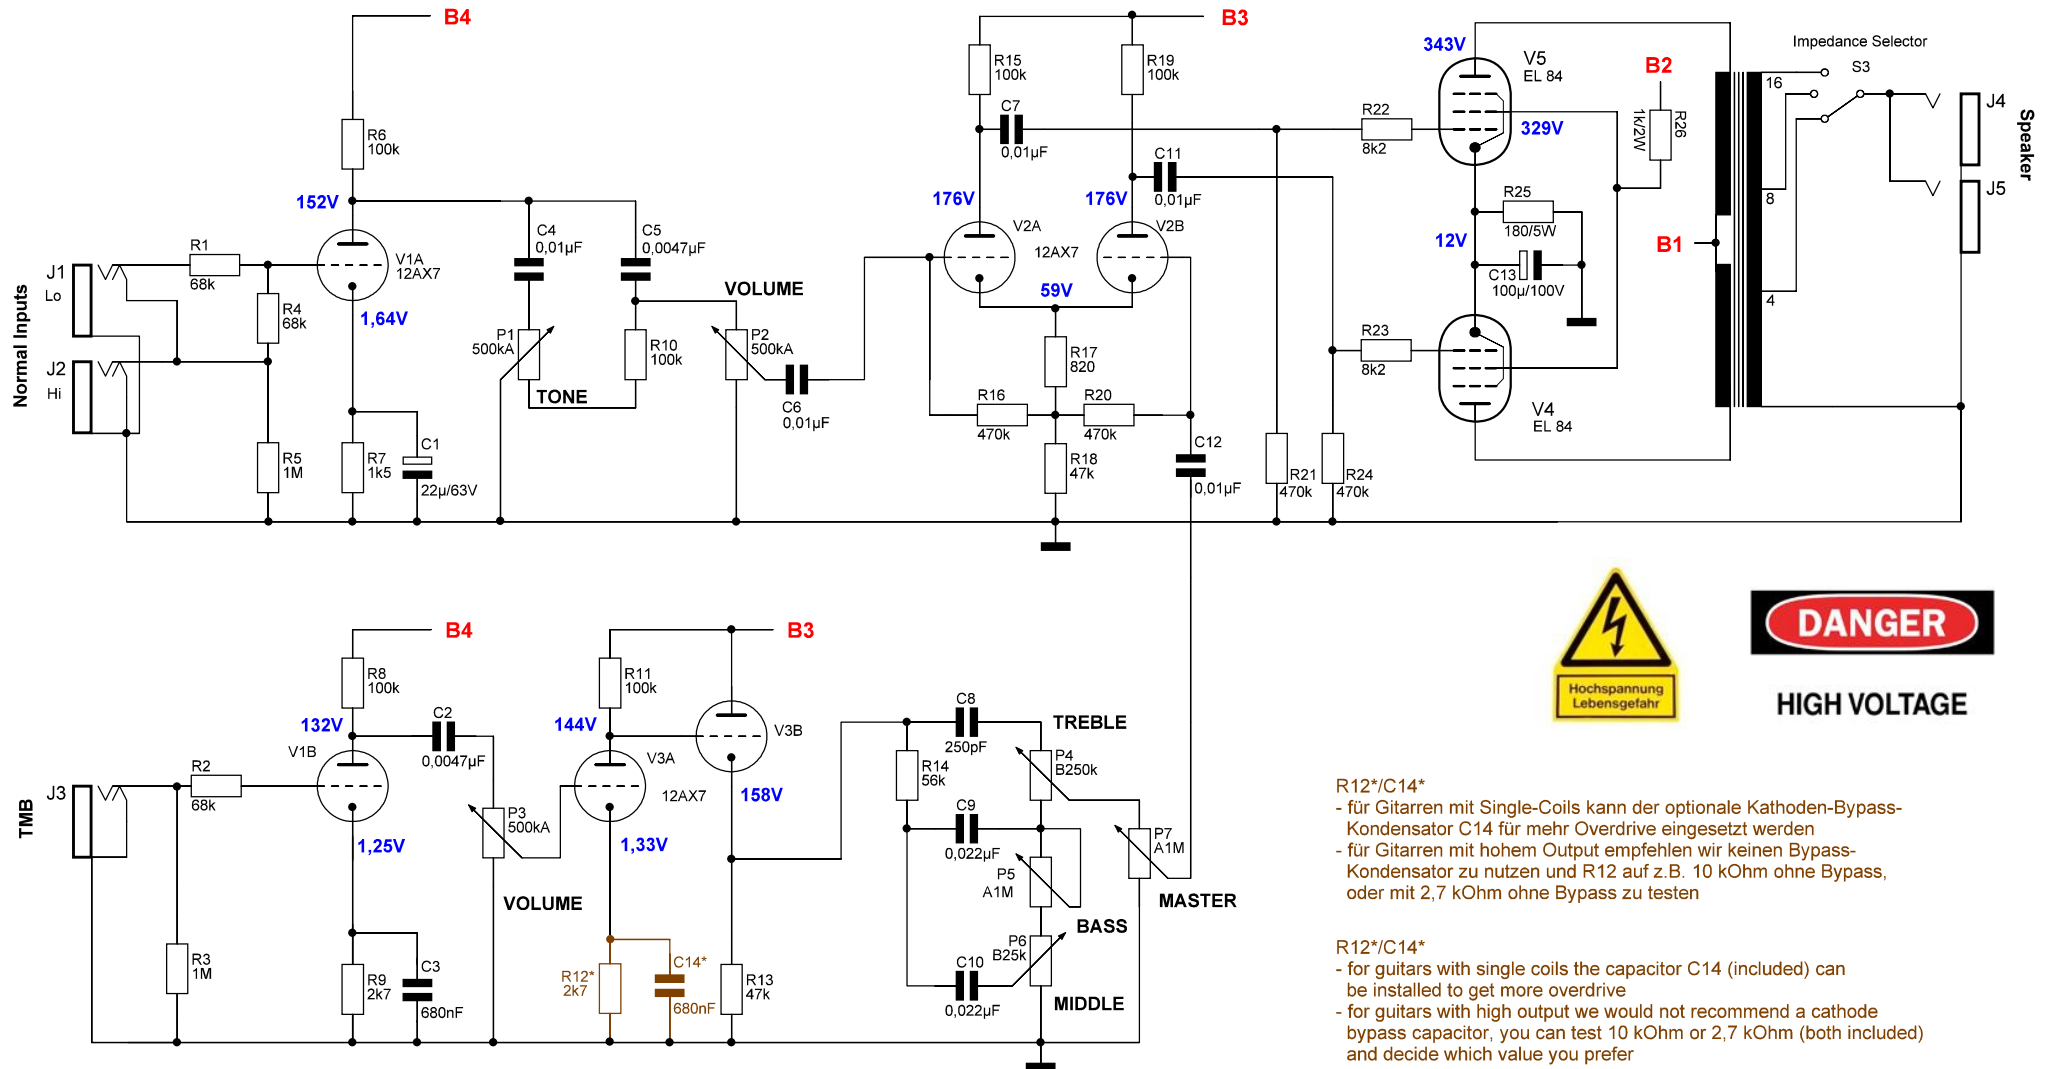 B4
B3
R6
100k
152V
R1
68k
J1
Lo
V1A
12AX7
R4
68k
1,64V
Normal Inputs
J2
Hi
R5
1M
R7
1k5
C1
22µ/63V
C4
0,01µF
C5
0,0047µF
P1
500kA
TONE
R10
100k
VOLUME
P2
500kA
C6
0,01µF
R15
100k
R19
100k
C7
0,01µF
C11
0,01µF
176V
176V
V2A
12AX7
V2B
59V
R17
820
R16
470k
R20
470k
R18
47k
C12
0,01µF
R21
470k
R24
470k
R22
8k2
R23
8k2
343V
V5
EL 84
329V
B2
R26
1k/2W
R25
180/5W
12V
C13
100µ/100V
V4
EL 84
B1
Impedance Selector
S3
16
8
4
J4
J5
Speaker
B4
B3
R8
100k
132V
V1B
C2
0,0047µF
R2
68k
J3
TMB
1,25V
R3
1M
R9
2k7
C3
680nF
P3
500kA
VOLUME
R11
100k
144V
V3A
12AX7
V3B
158V
1,33V
R12*
2k7
C14*
680nF
R13
47k
C8
250pF
R14
56k
C9
0,022µF
C10
0,022µF
TREBLE
P4
B250k
P5
A1M
BASS
P6
B25k
MIDDLE
P7
A1M
MASTER
Hochspannung
Lebensgefahr
DANGER
HIGH VOLTAGE
R12*/C14*
- für Gitarren mit Single-Coils kann der optionale Kathoden-Bypass-
Kondensator C14 für mehr Overdrive eingesetzt werden
- für Gitarren mit hohem Output empfehlen wir keinen Bypass-
Kondensator zu nutzen und R12 auf z.B. 10 kOhm ohne Bypass,
oder mit 2,7 kOhm ohne Bypass zu testen
R12*/C14*
- for guitars with single coils the capacitor C14 (included) can
be installed to get more overdrive
- for guitars with high output we would not recommend a cathode
bypass capacitor, you can test 10 kOhm or 2,7 kOhm (both included)
and decide which value you prefer